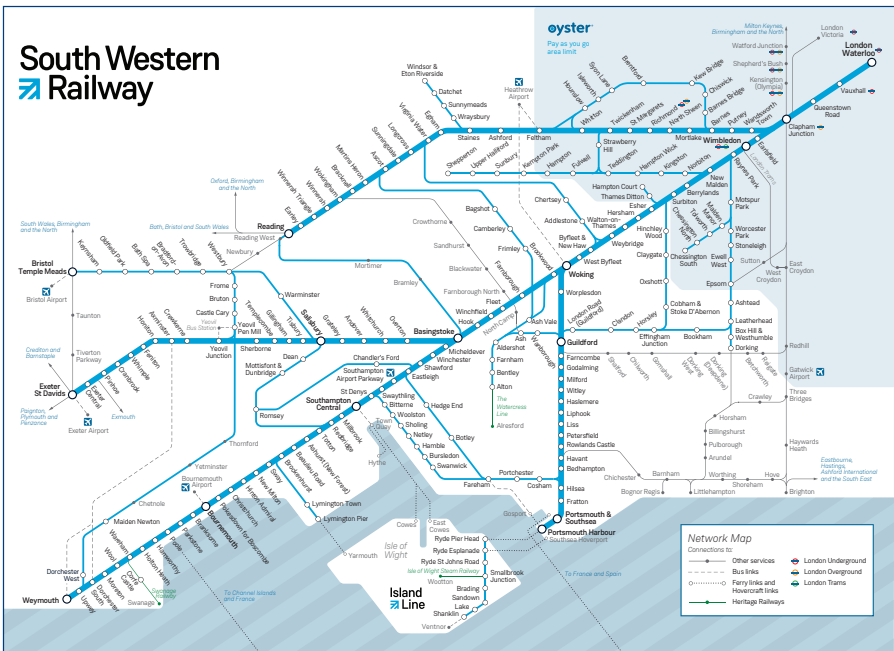 South Western
Railway
oyster
Pay as you go
area limit
Milton Keynes,
Birmingham and the North
London
Victoria
Watford Junction
London
Waterloo
Shepherd's Bush
Kensington
(Olympia)
Vauxhall
Queenstown
Road
Clapham
Junction
Windsor &
Eton Riverside
Datchet
Sunnymeads
Wraysbury
Heathrow
Airport
Hounslow
Isleworth
Syon Lane
Brentford
Kew Bridge
Chiswick
Barnes Bridge
Whitton
Twickenham
St. Margarets
Richmond
North Sheen
Mortlake
Barnes
Putney
Wandsworth
Town
Earlsfield
Wimbledon
Staines
Ashford
Feltham
Egham
Virginia Water
Longcross
Sunningdale
Ascot
Martins Heron
Bracknell
Wokingham
Winnersh
Winnersh Triangle
Earley
Reading
Reading West
Shepperton
Upper Halliford
Sunbury
Kempton Park
Hampton
Fulwell
Strawberry
Hill
Teddington
Hampton Wick
Kingston
Norbiton
Raynes Park
London Trams
New
Malden
Berrylands
Surbiton
Hampton Court
Thames Ditton
Esher
Hersham
Walton-on-
Thames
Weybridge
Byfleet &
New Haw
West Byfleet
Woking
Chertsey
Addlestone
Motspur
Park
Malden
Manor
Tolworth
Chessington
North
Chessington
South
Worcester
Park
Stoneleigh
Ewell
West
Epsom
Sutton
West
Croydon
East
Croydon
Hinchley
Wood
Claygate
Oxshott
Cobham &
Stoke D'Abernon
Ashtead
Leatherhead
Box Hill &
Westhumble
Dorking
Bookham
Effingham
Junction
Horsley
Clandon
London Road
(Guildford)
Worplesdon
Guildford
Oxford, Birmingham
and the North
South Wales, Birmingham
and the North
Bath, Bristol and South Wales
Newbury
Bristol
Temple Meads
Bristol Airport
Keynsham
Oldfield Park
Bath Spa
Bradford-
on-Avon
Trowbridge
Westbury
Frome
Bruton
Castle Cary
Yeovil
Bus Station
Yeovil
Pen Mill
Yeovil
Junction
Warminster
Sherborne
Templecombe
Gillingham
Tisbury
Salisbury
Grateley
Andover
Whitchurch
Overton
Basingstoke
Mortimer
Bramley
Crowthorne
Sandhurst
Blackwater
Farnborough North
Bagshot
Camberley
Frimley
Brookwood
Farnborough
Fleet
Winchfield
Hook
North Camp
Ash Vale
Ash
Wanborough
Aldershot
Farnham
Bentley
Alton
The
Watercress
Line
Alresford
Taunton
Tiverton
Parkway
Crediton and
Barnstaple
Exeter
St Davids
Exeter
Central
Pinhoe
Cranbrook
Whimple
Feniton
Honiton
Axminster
Crewkerne
Exeter Airport
Exmouth
Paignton,
Plymouth and
Penzance
Dean
Mottisfont &
Dunbridge
Romsey
Chandler's Ford
Southampton
Airport Parkway
Eastleigh
Shawford
Winchester
Micheldever
Southampton
Central
St Denys
Swaythling
Bitterne
Woolston
Sholing
Netley
Hamble
Bursledon
Swanwick
Hedge End
Botley
Fareham
Portchester
Cosham
Town
Quay
Hythe
Millbrook
Redbridge
Totton
Ashurst (New Forest)
Beaulieu Road
Brockenhurst
Sway
New Milton
Hinton Admiral
Christchurch
Pokesdown for Boscombe
Bournemouth
Bournemouth
Airport
Branksome
Parkstone
Poole
Hamworthy
Holton Heath
Wareham
Wool
Moreton
Dorchester
South
Upwey
Weymouth
Dorchester
West
Maiden Newton
Chetnole
Yetminster
Thornford
Corfe
Castle
Swanage
Swanage
Railway
Lymington Town
Lymington Pier
Yarmouth
Cowes
East
Cowes
Isle of
Wight
Farncombe
Godalming
Milford
Witley
Haslemere
Liphook
Liss
Petersfield
Rowlands Castle
Havant
Bedhampton
Hilsea
Fratton
Portsmouth &
Southsea
Portsmouth Harbour
Southsea Hoverport
Gosport
Shalford
Chilworth
Gomshall
Dorking
West
Dorking
(Deepdene)
Betchworth
Reigate
Redhill
Gatwick
Airport
Three
Bridges
Crawley
Horsham
Billingshurst
Pulborough
Arundel
Haywards
Heath
Chichester
Barnham
Bognor Regis
Littlehampton
Worthing
Shoreham
Hove
Brighton
Eastbourne,
Hastings,
Ashford International
and the South East
Ryde Pier Head
Ryde Esplanade
Ryde St Johns Road
Isle of Wight Steam Railway
Wootton
Smallbrook
Junction
Brading
Sandown
Lake
Shanklin
Ventnor
Island
Line
To Channel Islands
and France
To France and Spain
Network Map
Connections to:
Other services
Bus links
Ferry links and
Hovercraft links
Heritage Railways
London Underground
London Overground
London Trams